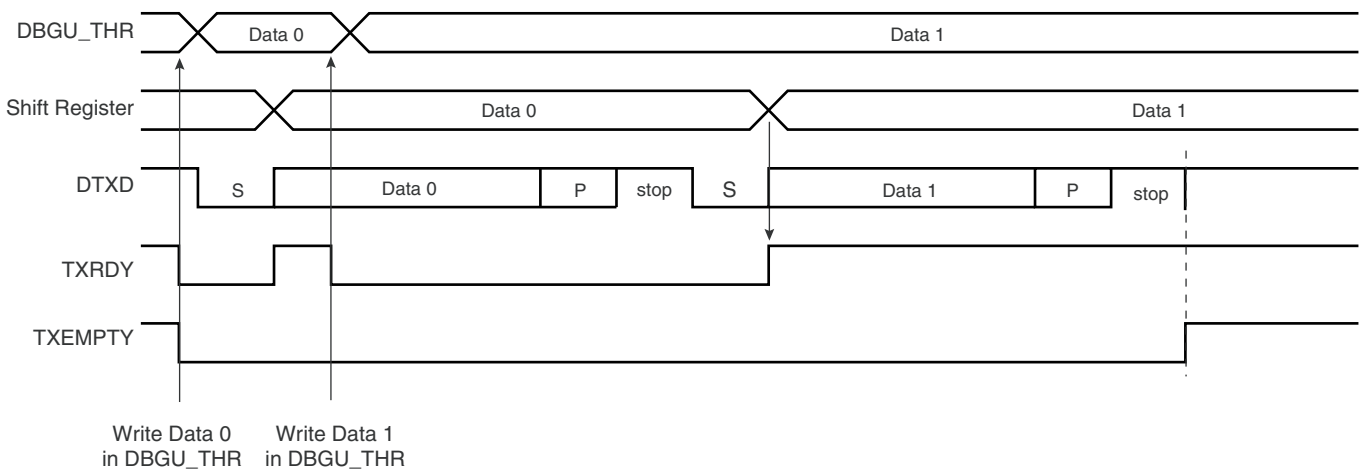 DBGU_THR Data 0 Data 1
Shift Register Data 0 Data 1
DTXD S Data 0 P stop S Data 1 P stop
TXRDY
TXEMPTY
Write Data 0 Write Data 1
in DBGU_THR in DBGU_THR